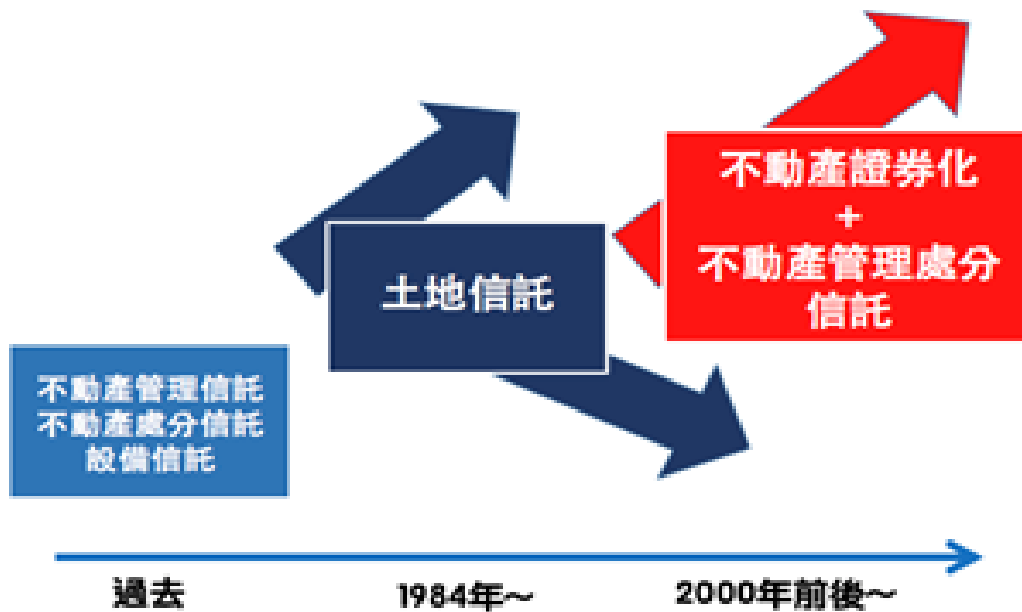 不動產證券化
+
不動產管理處分
信託
土地信託
不動產管理信託
不動產處分信託
設備信託
過去
1984年～
2000年前後～